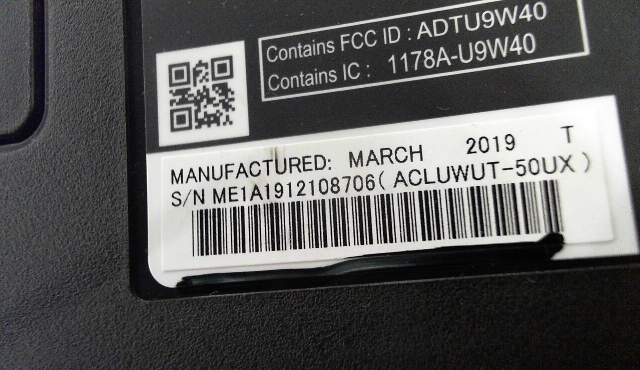 Contains FCC ID : ADTU9W40
Contains IC : 1178A-U9W40
MANUFACTURED: MARCH 2019 T
S/N ME1A1912108706( ACLUWUT-50UX )